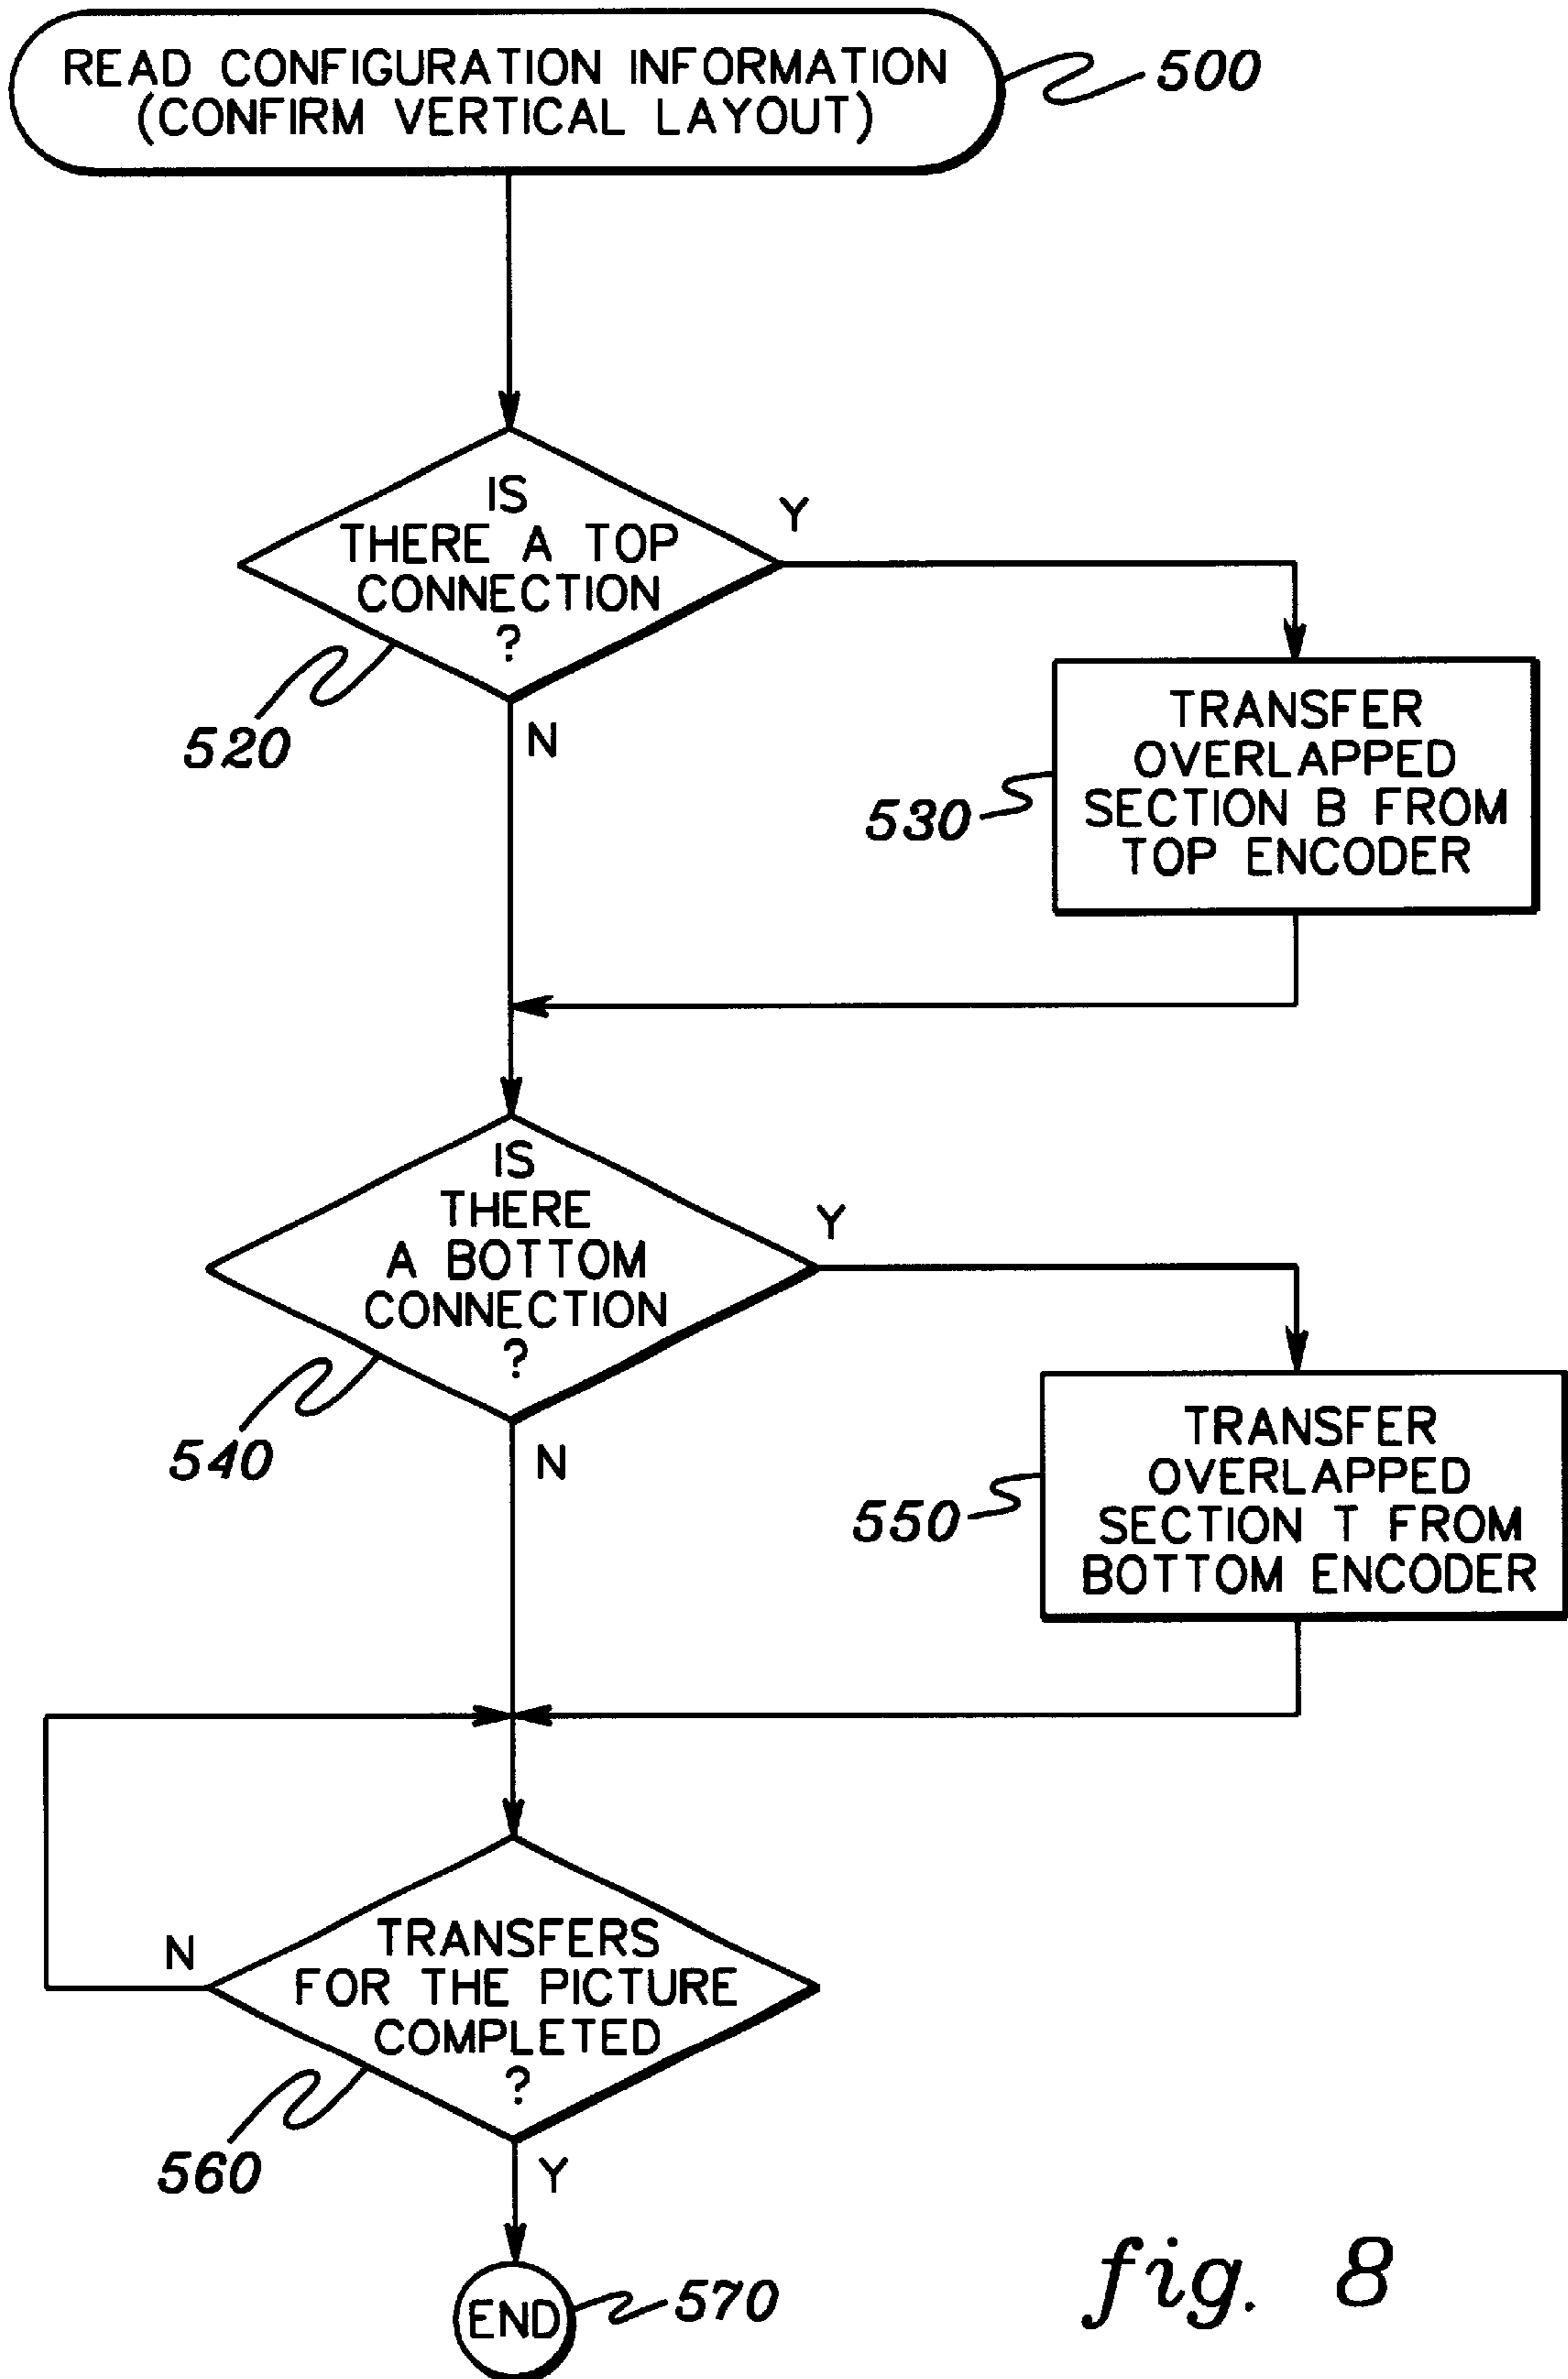 READ CONFIGURATION INFORMATION
(CONFIRM VERTICAL LAYOUT)
500
IS
THERE A TOP
CONNECTION
?
Y
520
N
TRANSFER
OVERLAPPED
SECTION B FROM
TOP ENCODER
530
IS
THERE
A BOTTOM
CONNECTION
?
Y
540
N
TRANSFER
OVERLAPPED
SECTION T FROM
BOTTOM ENCODER
550
N
TRANSFERS
FOR THE PICTURE
COMPLETED
?
560
Y
END
570
fig. 8